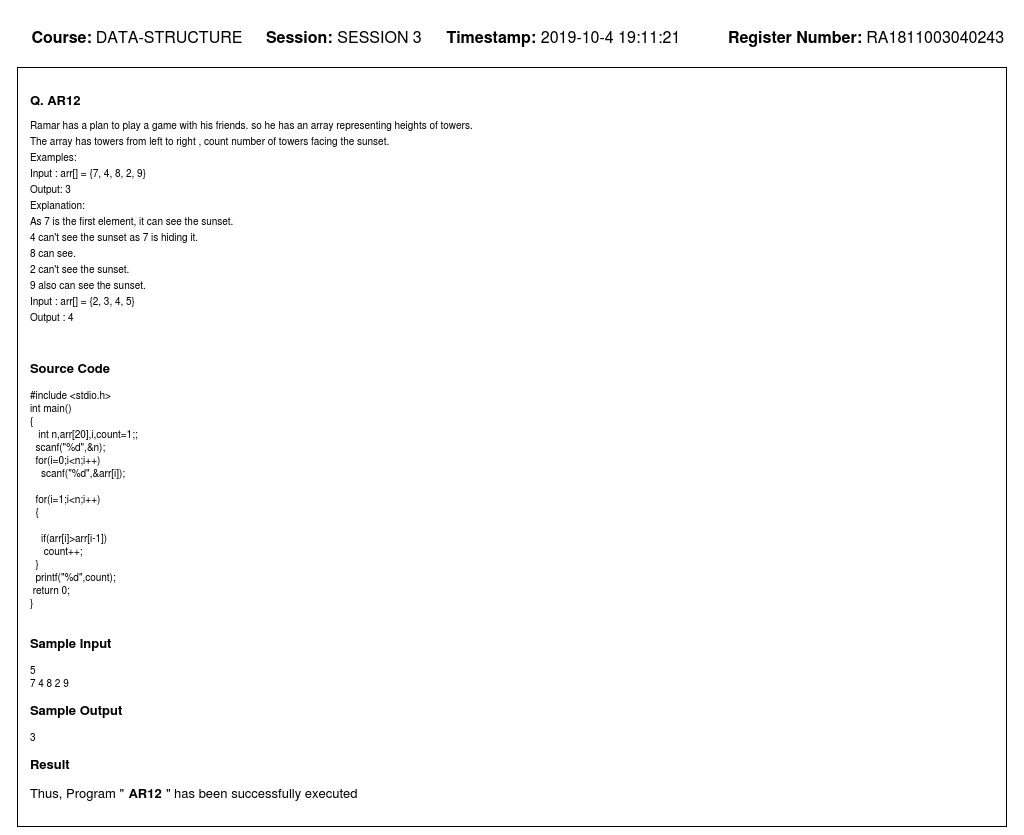 Course: DATA-STRUCTURE Session: SESSION 3 Timestamp: 2019-10-4 19:11:21 Register Number: RA1811003040243
Q. AR12
Ramar has a plan to play a game with his friends. so he has an array representing heights of towers.
The array has towers from left to right , count number of towers facing the sunset.
Examples:
Input : arr[] = {7, 4, 8, 2, 9}
Output: 3
Explanation:
As 7 is the first element, it can see the sunset.
4 can't see the sunset as 7 is hiding it.
8 can see.
2 can't see the sunset.
9 also can see the sunset.
Input : arr[] = {2, 3, 4, 5}
Output : 4
Source Code
#include <stdio.h>
int main()
{
int n,arr[20],i,count=1;;
scanf("%d",&n);
for(i=0;i<n;i++)
scanf("%d",&arr[i]);
for(i=1;i<n;i++)
{
if(arr[i]>arr[i-1])
count++;
}
printf("%d",count);
return 0;
}
Sample Input
5
7 4 8 2 9
Sample Output
3
Result
Thus, Program " AR12 " has been successfully executed